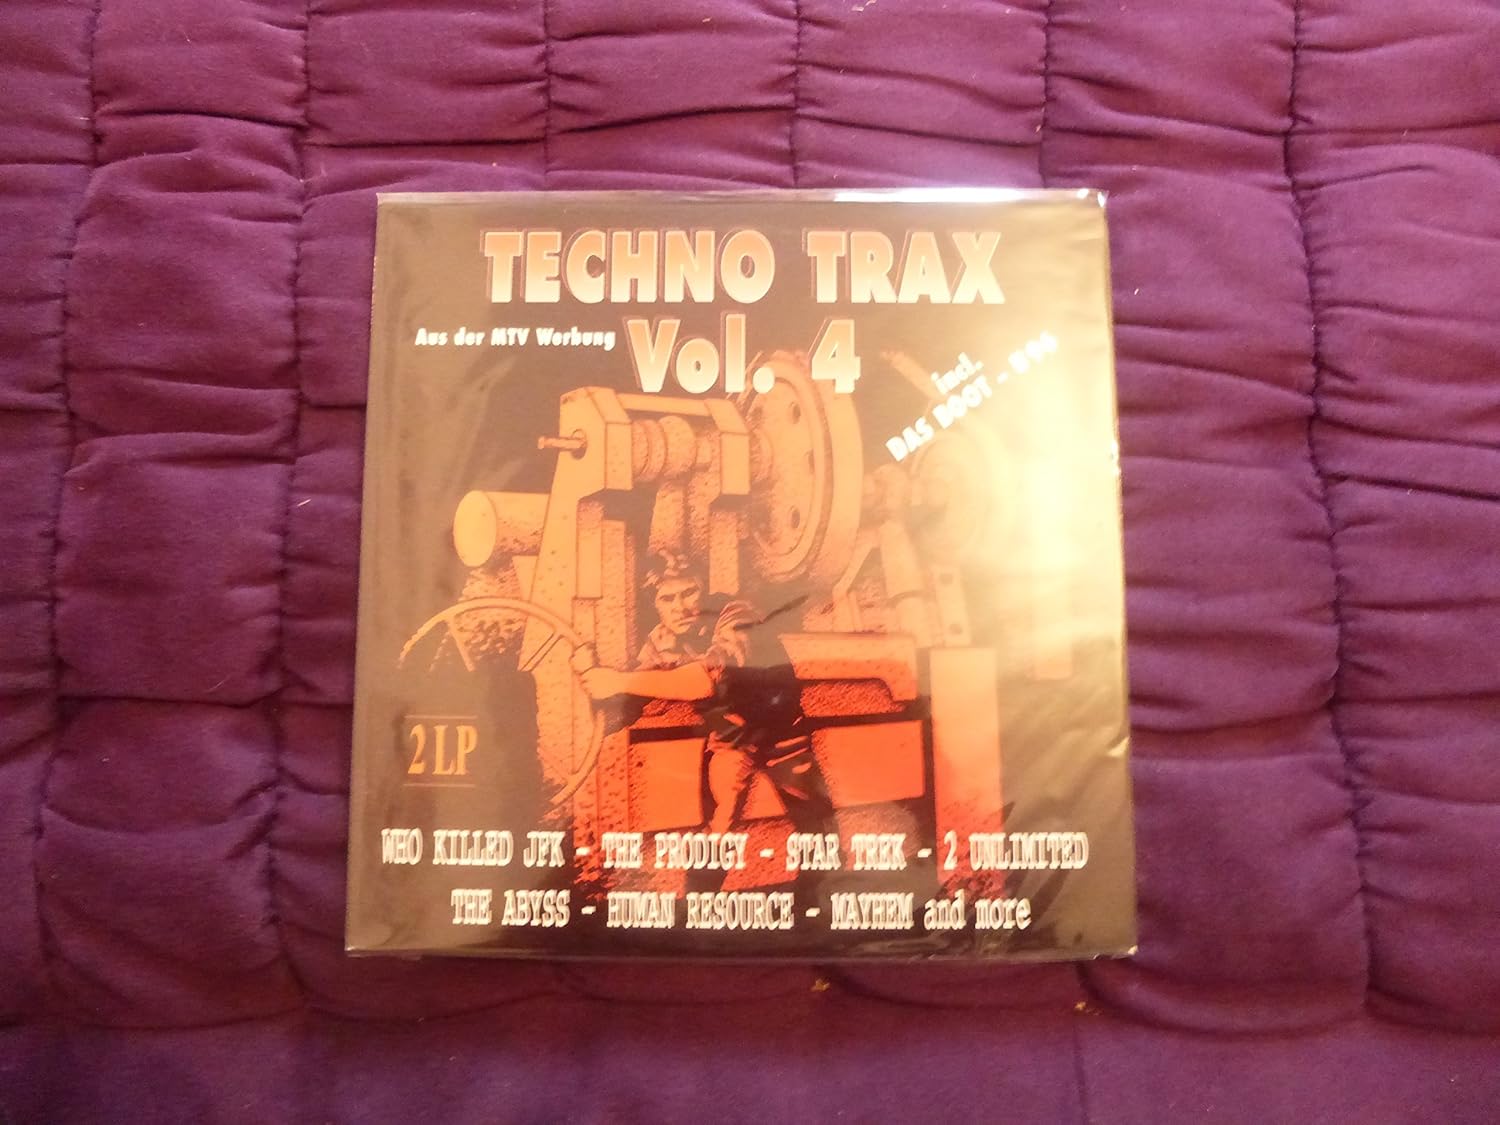 TECHNO TRAX
Aus der MTV Werbung
Vol. 4
incl.
DAS BOOT - U 96
2 LP
WHO KILLED JFK - THE PRODIGY - STAR TREK - 2 UNLIMITED
THE ABYSS - HUMAN RESOURCE - MAYHEM and more